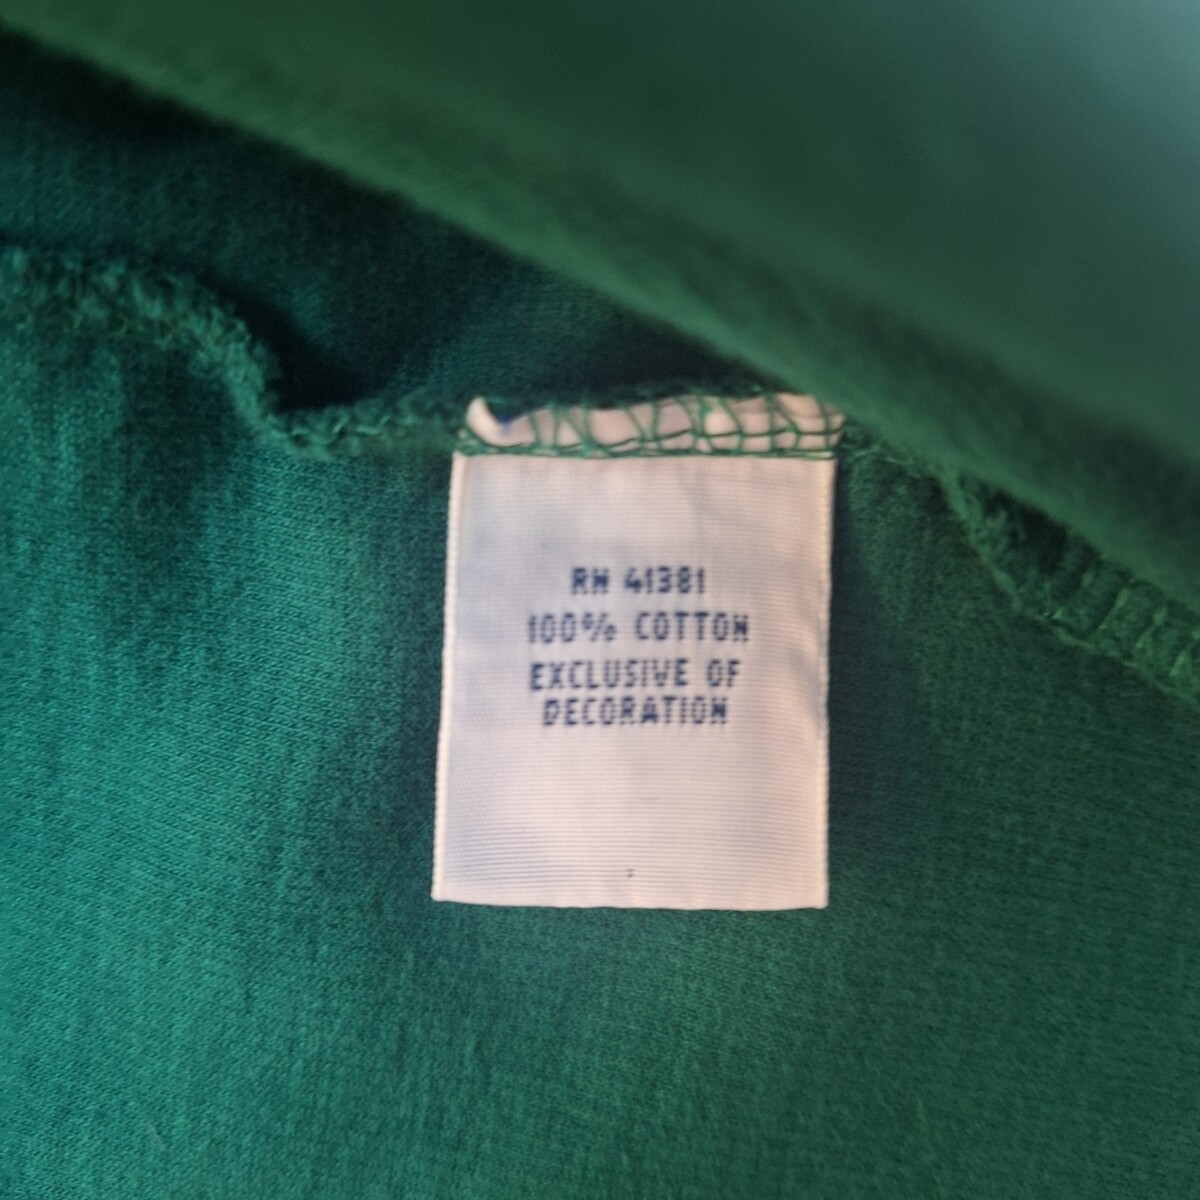 RN 41381
100% COTTON
EXCLUSIVE OF
DECORATION